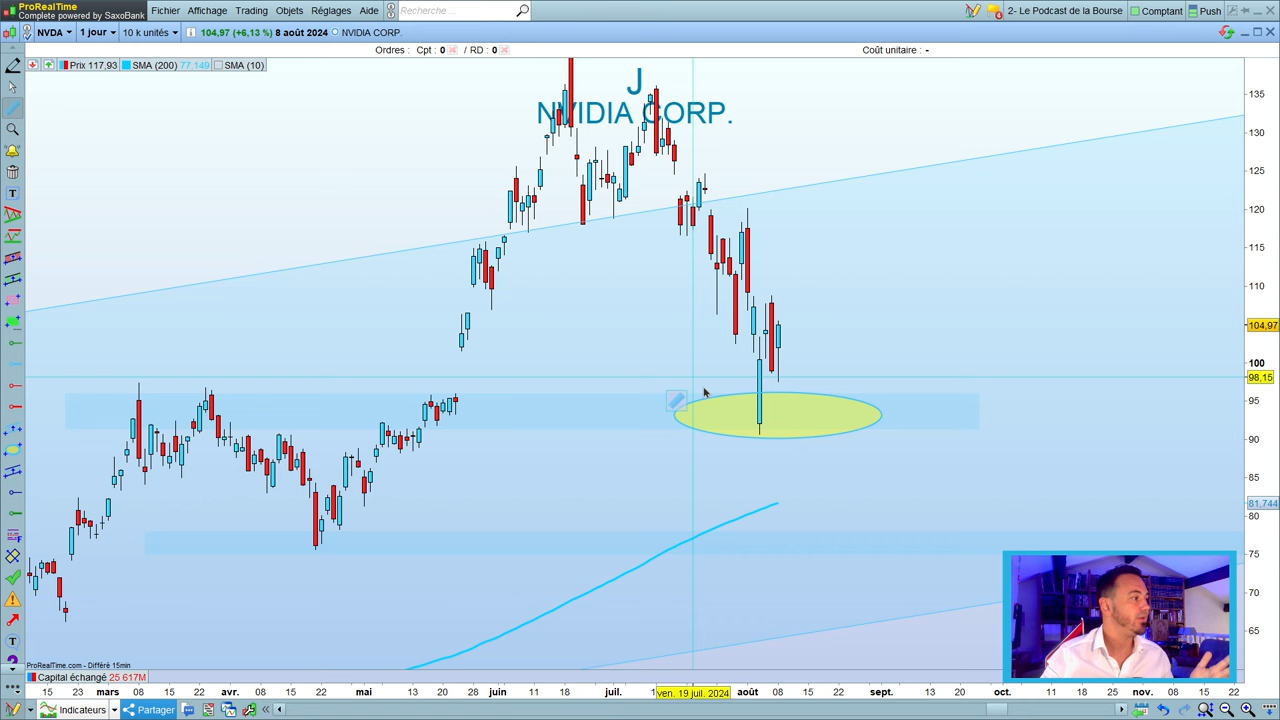 ProRealTime
Complete powered by SaxoBank
Fichier Affichage Trading Objets Réglages Aide
Recherche ...
2- Le Podcast de la Bourse Comptant Push
NVDA 1 jour 10 k unités 104,97 (+6,13 %) 8 août 2024 NVIDIA CORP.
Ordres : Cpt : 0 / RD : 0 Coût unitaire : -
Prix 117,93 SMA (200) 77,149 SMA (10)
J
NVIDIA CORP.
135
130
125
120
115
110
104,97
100
98,15
95
90
85
81,744
80
75
70
65
ProRealTime.com - Différé 15min
Capital échangé 25 617M
15 23 mars 08 15 22 avr. 08 15 22 mai 08 14 20 juin 11 18 juil. 1 ven. 19 juil. 2024 août 08 15 22 sept. 13 20 oct. 11 18 25 nov. 08 15 22
Indicateurs Partager